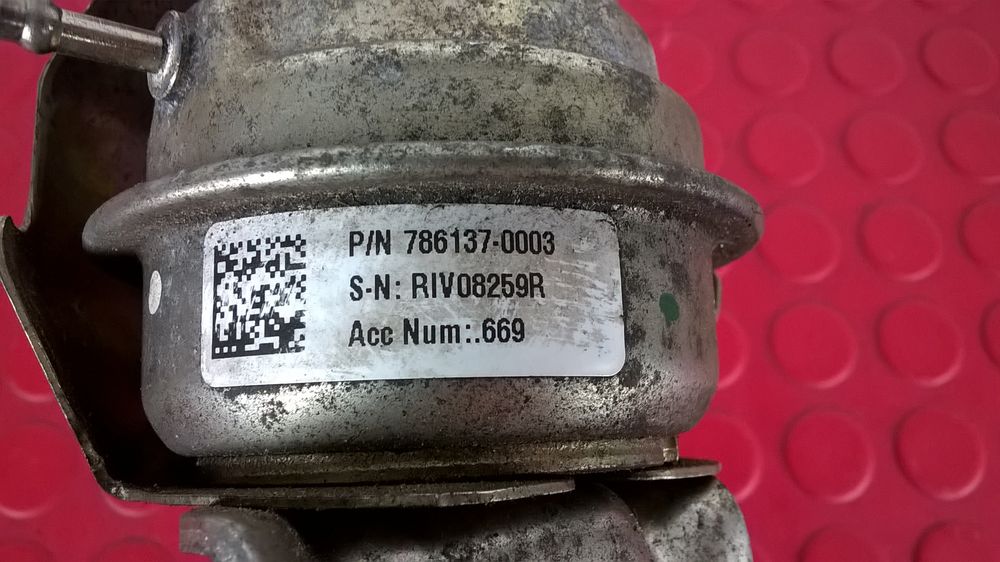 P/N 786137-0003
S-N: RIV08259R
Acc Num:.669